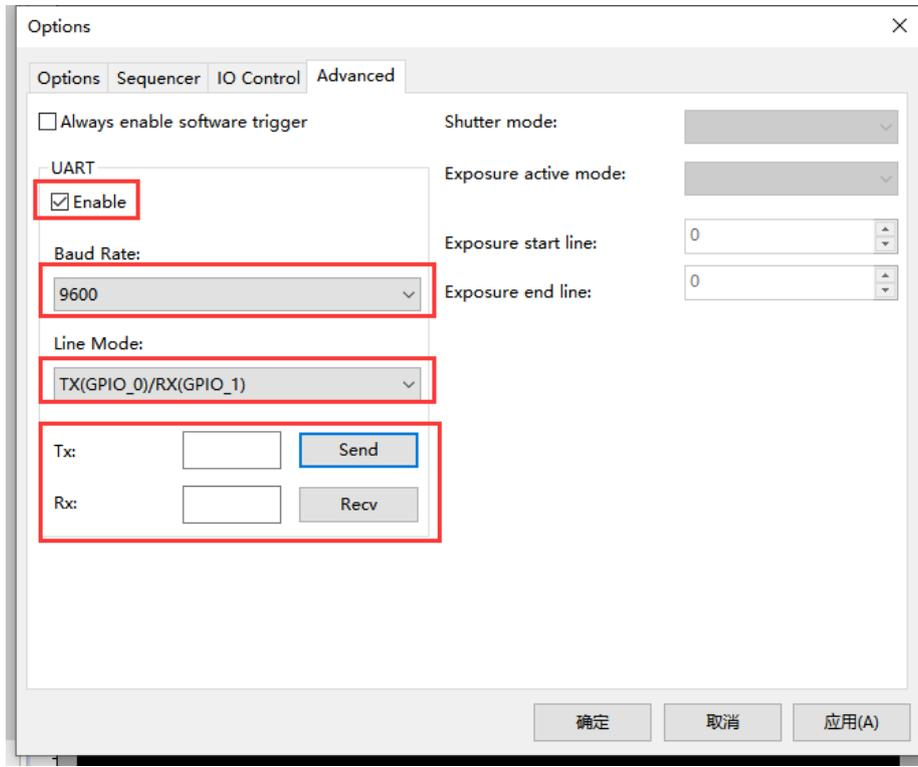 Options
Options Sequencer IO Control Advanced
Always enable software trigger
UART
Enable
Baud Rate:
9600
Line Mode:
TX(GPIO_0)/RX(GPIO_1)
Tx:
Send
Rx:
Recv
Shutter mode:
Exposure active mode:
Exposure start line:
0
Exposure end line:
0
确定 取消 应用(A)